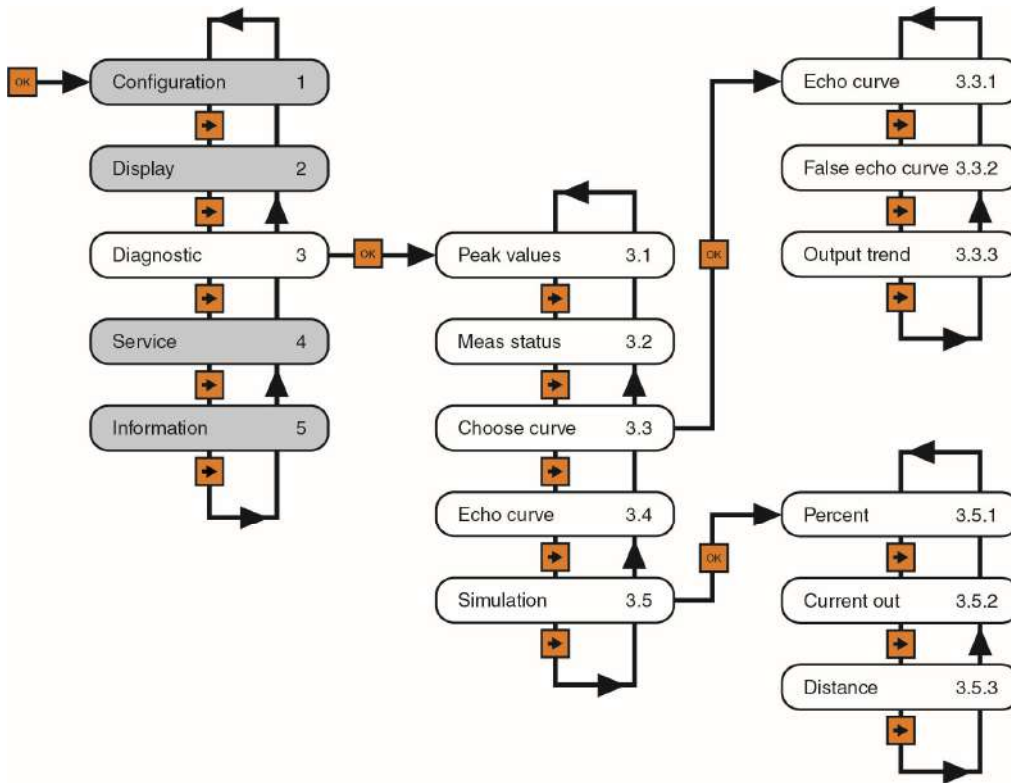 OK
Configuration 1
Display 2
Diagnostic 3
Service 4
Information 5
OK
Peak values 3.1
Meas status 3.2
Choose curve 3.3
Echo curve 3.4
Simulation 3.5
OK
Echo curve 3.3.1
False echo curve 3.3.2
Output trend 3.3.3
OK
Percent 3.5.1
Current out 3.5.2
Distance 3.5.3